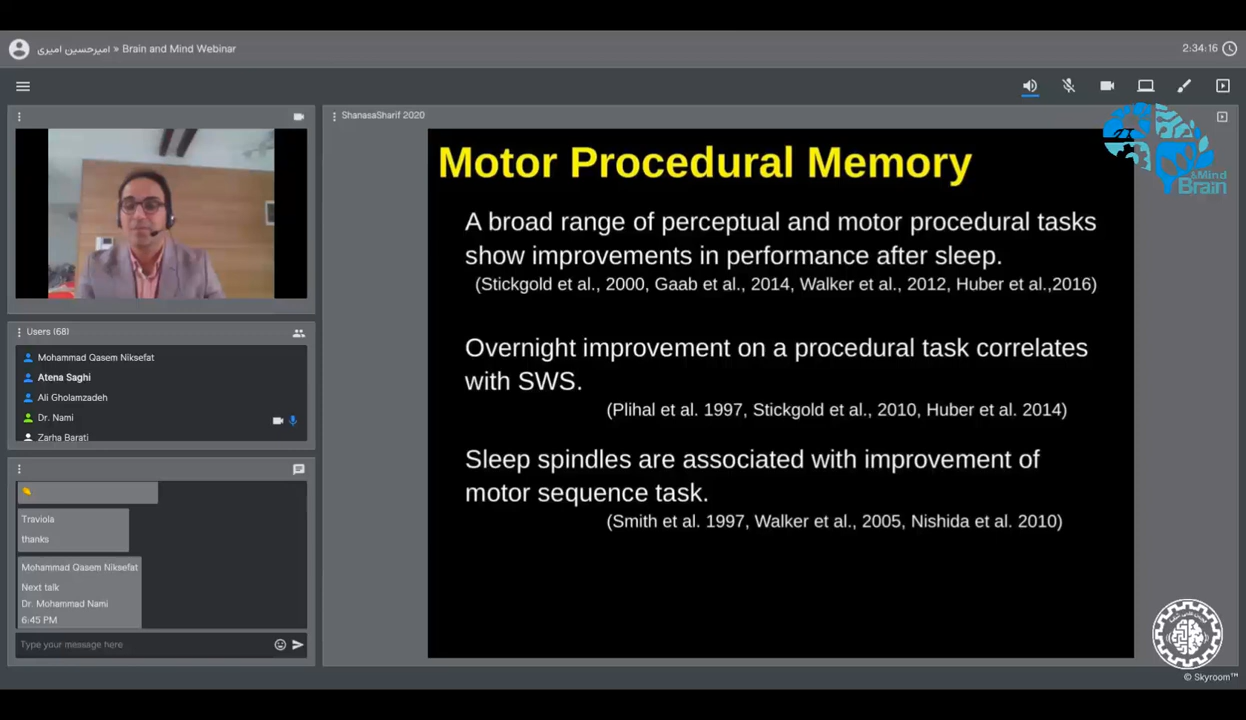 امیرحسین امیری » Brain and Mind Webinar
2:34:16
ShanasaSharif 2020
&Mind
Brain
Motor Procedural Memory
A broad range of perceptual and motor procedural tasks
show improvements in performance after sleep.
(Stickgold et al., 2000, Gaab et al., 2014, Walker et al., 2012, Huber et al.,2016)
Overnight improvement on a procedural task correlates
with SWS.
(Plihal et al. 1997, Stickgold et al., 2010, Huber et al. 2014)
Sleep spindles are associated with improvement of
motor sequence task.
(Smith et al. 1997, Walker et al., 2005, Nishida et al. 2010)
Users (68)
Mohammad Qasem Niksefat
Atena Saghi
Ali Gholamzadeh
Dr. Nami
Zarha Barati
Traviola
thanks
Mohammad Qasem Niksefat
Next talk
Dr. Mohammad Nami
6:45 PM
Type your message here
© Skyroom™